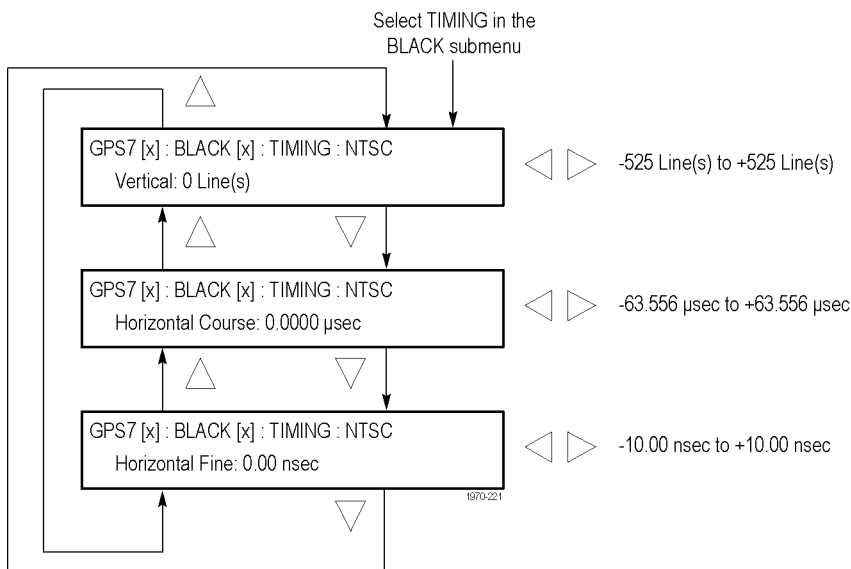 Select TIMING in the
BLACK submenu
GPS7 [x] : BLACK [x] : TIMING : NTSC
Vertical: 0 Line(s)
-525 Line(s) to +525 Line(s)
GPS7 [x] : BLACK [x] : TIMING : NTSC
Horizontal Course: 0.0000 µsec
-63.556 µsec to +63.556 µsec
GPS7 [x] : BLACK [x] : TIMING : NTSC
Horizontal Fine: 0.00 nsec
-10.00 nsec to +10.00 nsec
1970-221